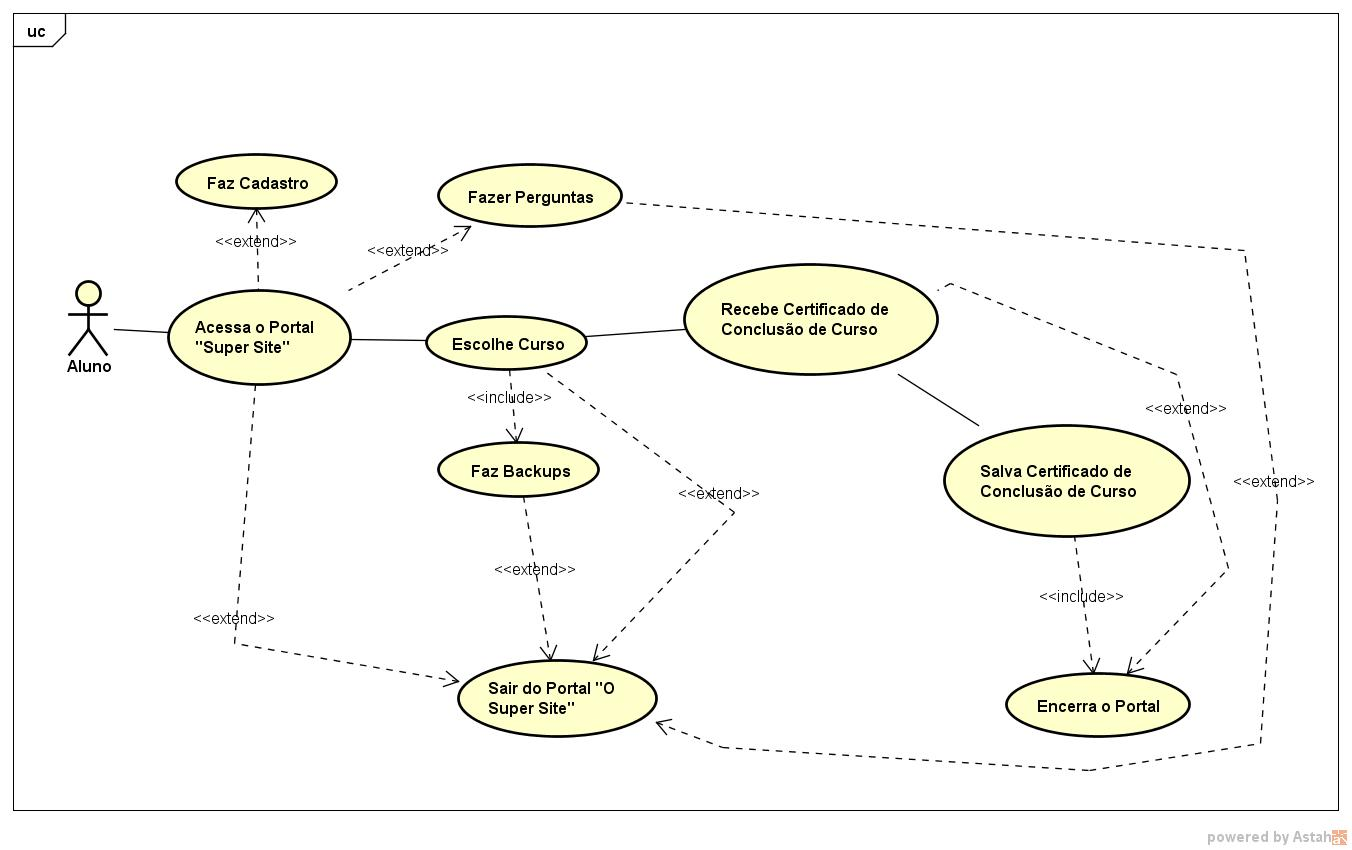 uc
Faz Cadastro
Fazer Perguntas
<<extend>>
<<extend>>
Recebe Certificado de
Conclusão de Curso
Acessa o Portal
"Super Site"
Escolhe Curso
Aluno
<<include>>
<<extend>>
Faz Backups
Salva Certificado de
Conclusão de Curso
<<extend>>
<<extend>>
<<extend>>
<<include>>
<<extend>>
Sair do Portal "O
Super Site"
Encerra o Portal
powered by Astah